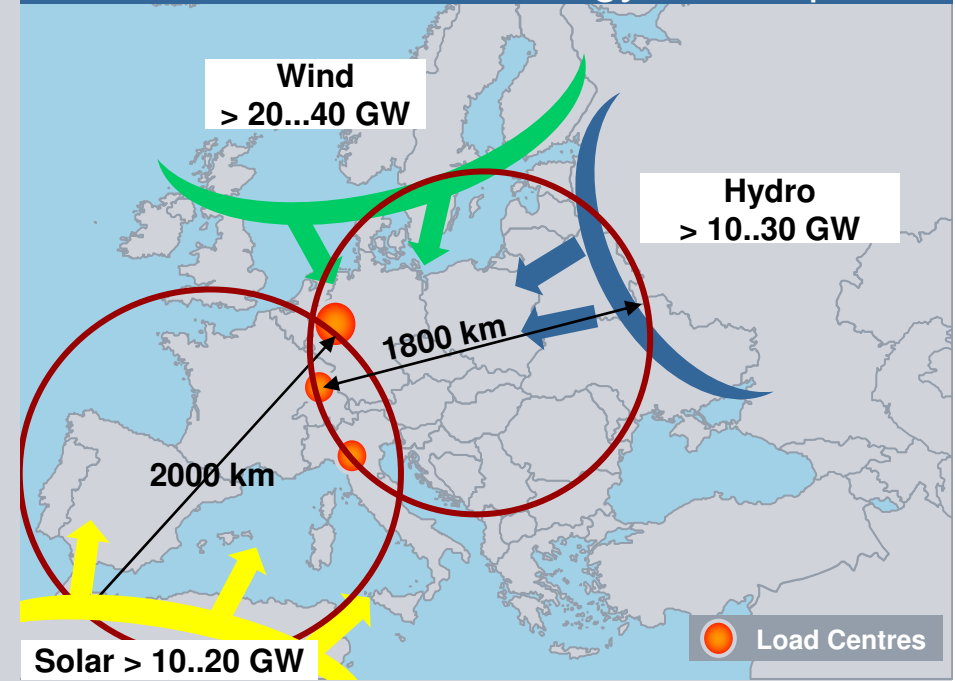 Wind
> 20...40 GW
Hydro
> 10..30 GW
1800 km
2000 km
Solar > 10..20 GW
Load Centres